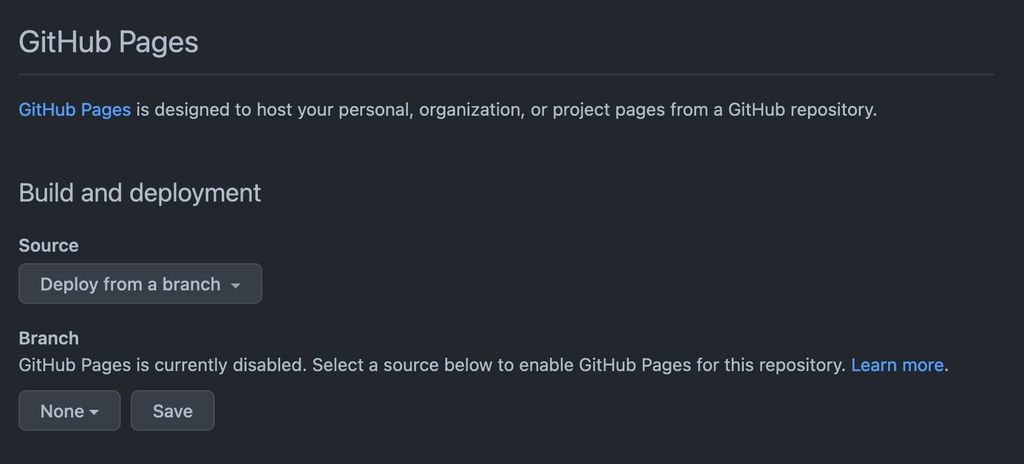 GitHub Pages
GitHub Pages is designed to host your personal, organization, or project pages from a GitHub repository.
Build and deployment
Source
Deploy from a branch
Branch
GitHub Pages is currently disabled. Select a source below to enable GitHub Pages for this repository. Learn more.
None Save